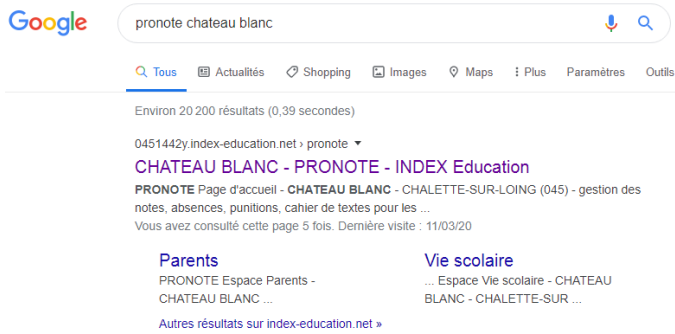 Google
pronote chateau blanc
Tous Actualités Shopping Images Maps Plus Paramètres Outils
Environ 20 200 résultats (0,39 secondes)
0451442y.index-education.net › pronote
CHATEAU BLANC - PRONOTE - INDEX Education
PRONOTE Page d'accueil - CHATEAU BLANC - CHALETTE-SUR-LOING (045) - gestion des
notes, absences, punitions, cahier de textes pour les ...
Vous avez consulté cette page 5 fois. Dernière visite : 11/03/20
Parents
PRONOTE Espace Parents -
CHATEAU BLANC ...
Vie scolaire
... Espace Vie scolaire - CHATEAU
BLANC - CHALETTE-SUR ...
Autres résultats sur index-education.net »